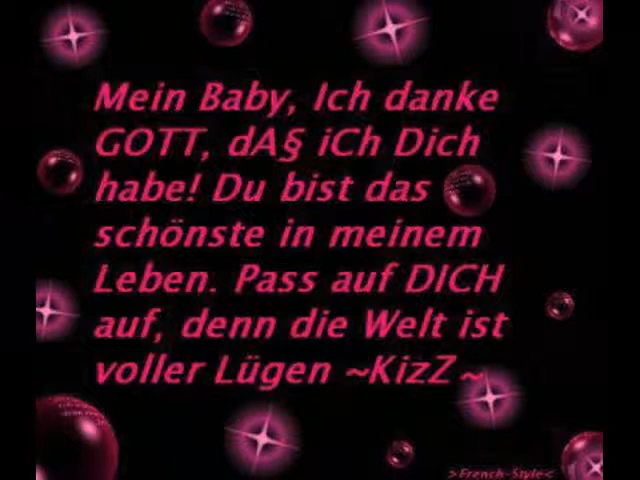 Mein Baby, Ich danke
GOTT, dA§ iCh Dich
habe! Du bist das
schönste in meinem
Leben. Pass auf DICH
auf, denn die Welt ist
voller Lügen ~KizZ~
>French-Style<